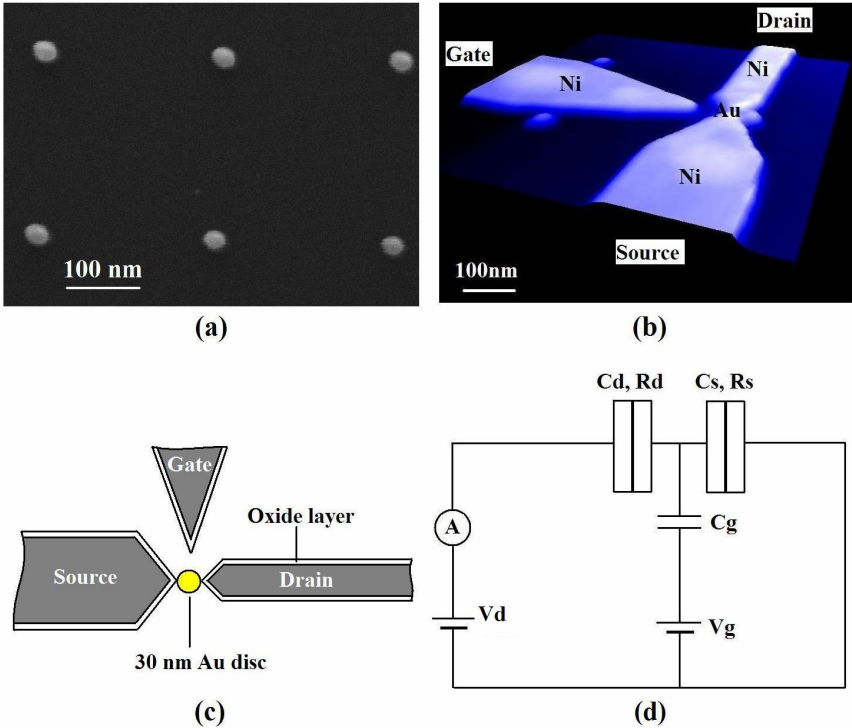 100 nm
(a)
Drain
Gate
Ni
Ni
Au
Ni
Source
100nm
(b)
Gate
Oxide layer
Source
Drain
30 nm Au disc
(c)
Cd, Rd
Cs, Rs
A
Cg
Vd
Vg
(d)